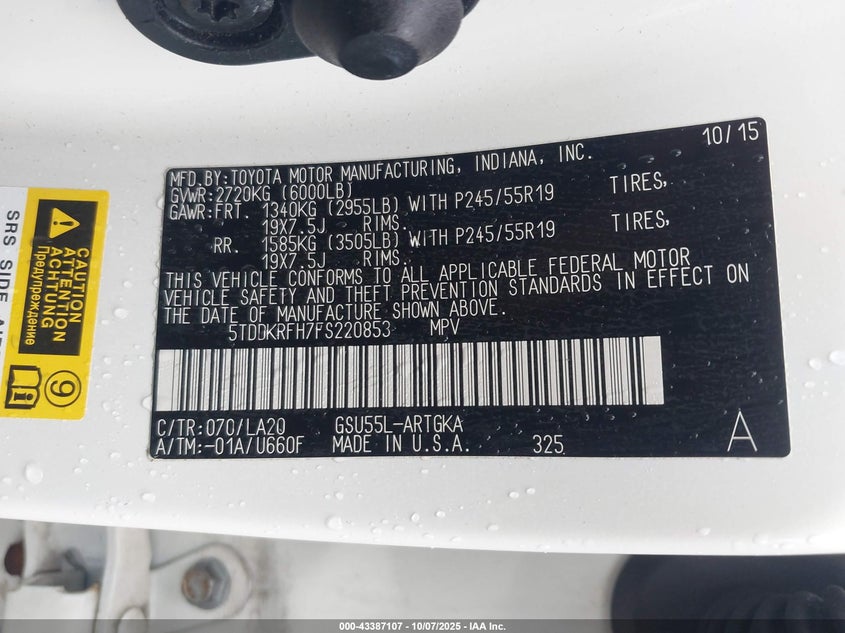 10/15
MFD.BY:TOYOTA MOTOR MANUFACTURING, INDIANA, INC.
GVWR:2720KG (6000LB)
GAWR:FRT. 1340KG (2955LB) WITH P245/55R19 TIRES,
19X7.5J RIMS.
RR. 1585KG (3505LB) WITH P245/55R19 TIRES,
19X7.5J RIMS.
THIS VEHICLE CONFORMS TO ALL APPLICABLE FEDERAL MOTOR
VEHICLE SAFETY AND THEFT PREVENTION STANDARDS IN EFFECT ON
THE DATE OF MANUFACTURE SHOWN ABOVE.
5TDDKRFH7FS220853 MPV
C/TR:070/LA20 GSU55L-ARTGKA
A/TM:-01A/U660F MADE IN U.S.A. 325 A
CAUTION
ATTENTION
ACHTUNG
Предупреждение
SRS SIDE
9
000-43387107 - 10/07/2025 - IAA Inc.